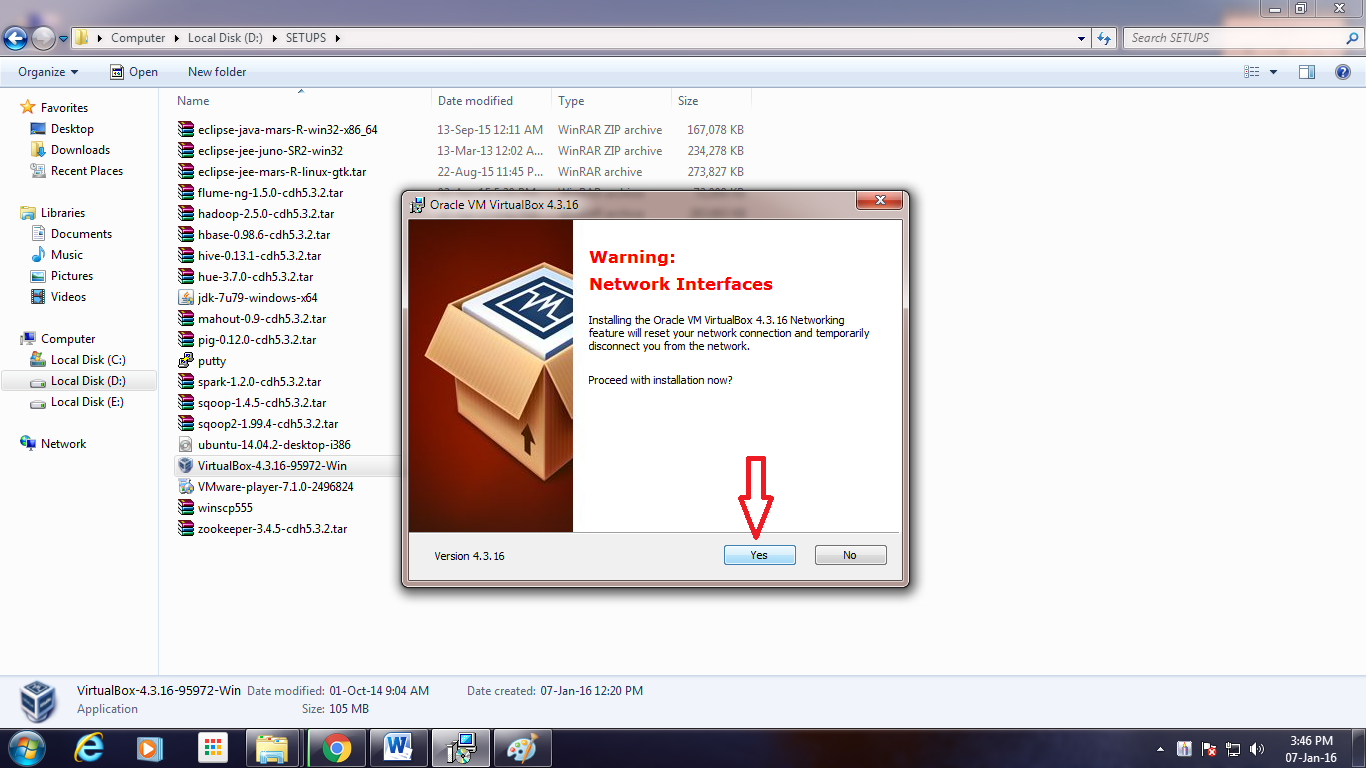 Computer Local Disk (D:) SETUPS
Search SETUPS
Organize Open New folder
Name Date modified Type Size
Favorites
Desktop
Downloads
Recent Places
Libraries
Documents
Music
Pictures
Videos
Computer
Local Disk (C:)
Local Disk (D:)
Local Disk (E:)
Network
eclipse-java-mars-R-win32-x86_64 13-Sep-15 12:11 AM WinRAR ZIP archive 167,078 KB
eclipse-jee-juno-SR2-win32 13-Mar-13 12:02 A... WinRAR ZIP archive 234,278 KB
eclipse-jee-mars-R-linux-gtk.tar 22-Aug-15 11:45 P... WinRAR archive 273,827 KB
flume-ng-1.5.0-cdh5.3.2.tar
hadoop-2.5.0-cdh5.3.2.tar
hbase-0.98.6-cdh5.3.2.tar
hive-0.13.1-cdh5.3.2.tar
hue-3.7.0-cdh5.3.2.tar
jdk-7u79-windows-x64
mahout-0.9-cdh5.3.2.tar
pig-0.12.0-cdh5.3.2.tar
putty
spark-1.2.0-cdh5.3.2.tar
sqoop-1.4.5-cdh5.3.2.tar
sqoop2-1.99.4-cdh5.3.2.tar
ubuntu-14.04.2-desktop-i386
VirtualBox-4.3.16-95972-Win
VMware-player-7.1.0-2496824
winscp555
zookeeper-3.4.5-cdh5.3.2.tar
Oracle VM VirtualBox 4.3.16
Warning:
Network Interfaces
Installing the Oracle VM VirtualBox 4.3.16 Networking
feature will reset your network connection and temporarily
disconnect you from the network.
Proceed with installation now?
Version 4.3.16 Yes No
VirtualBox-4.3.16-95972-Win Date modified: 01-Oct-14 9:04 AM Date created: 07-Jan-16 12:20 PM
Application Size: 105 MB
3:46 PM
07-Jan-16